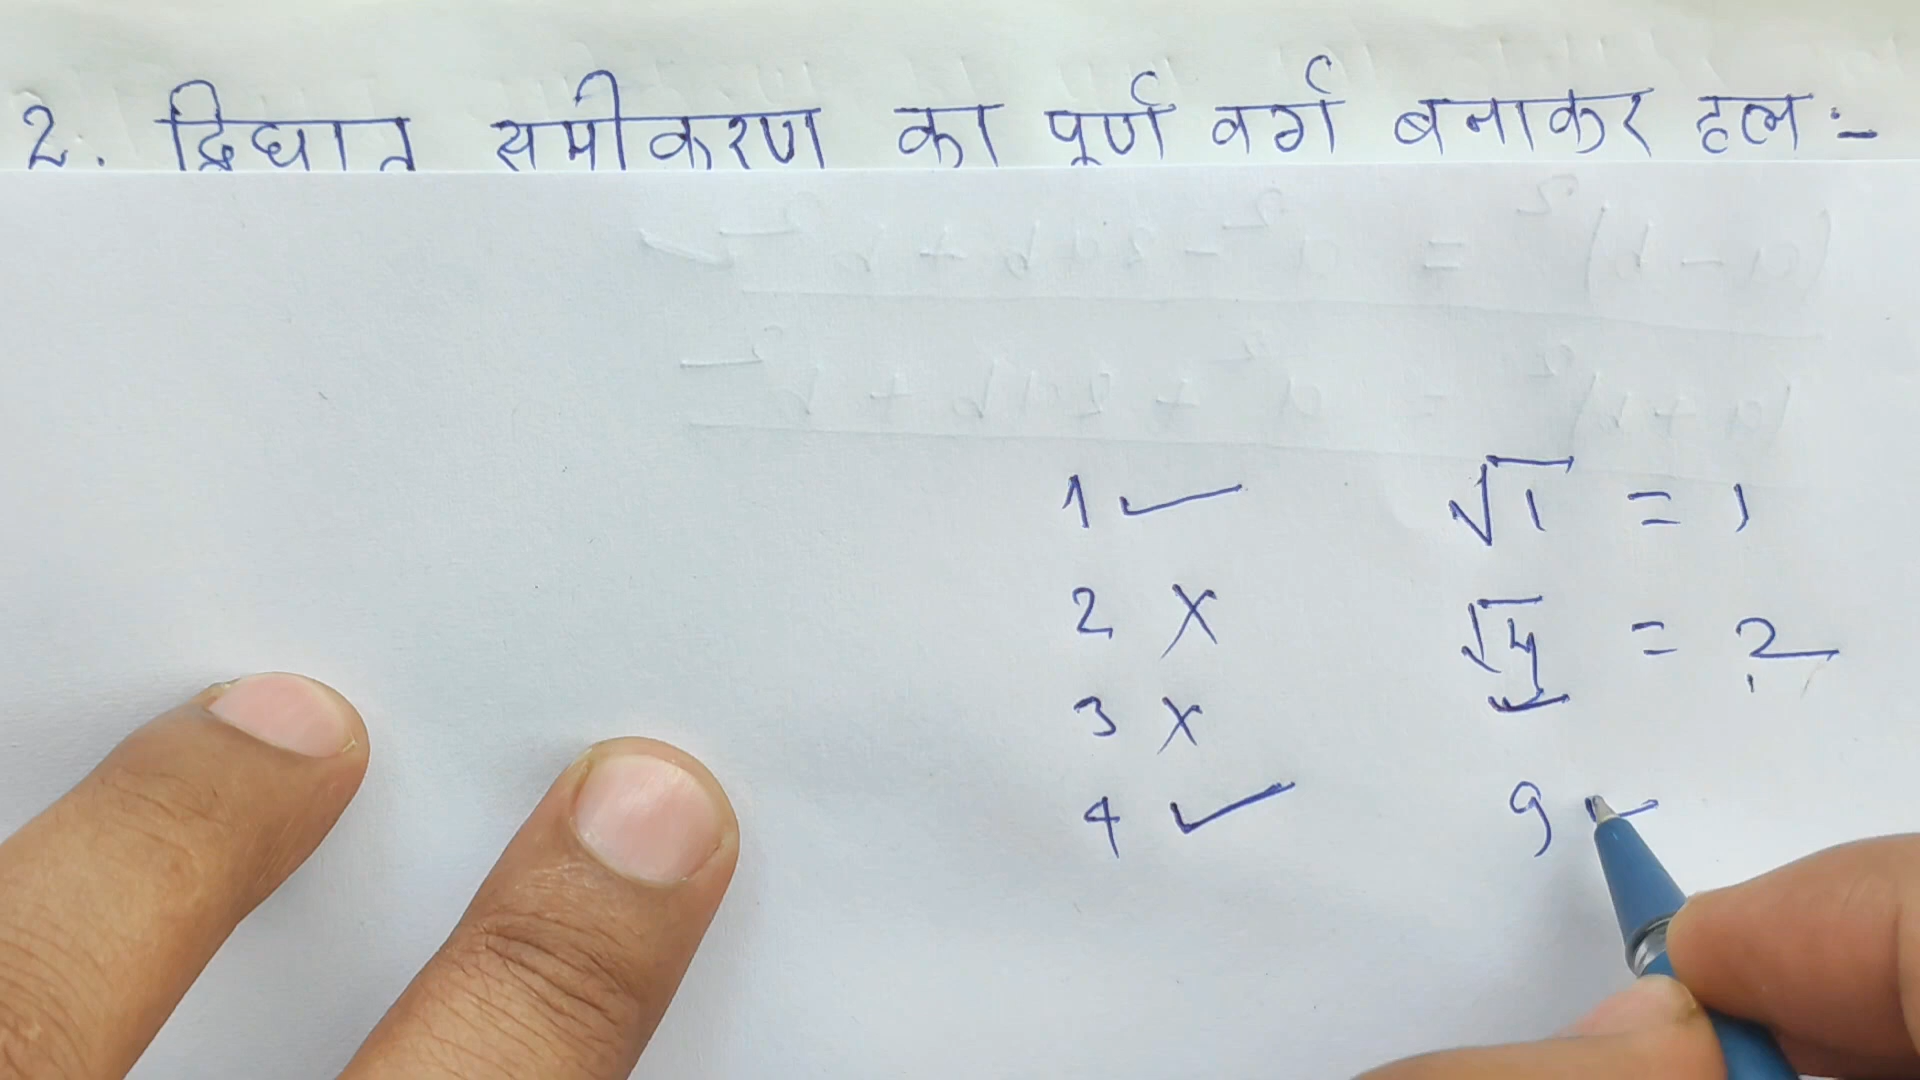 2. द्विघात समीकरण का पूर्ण वर्ग बनाकर हल :-
1 ✓ √1 = 1
2 X √4 = 2
3 X
4 ✓ 9 ✓